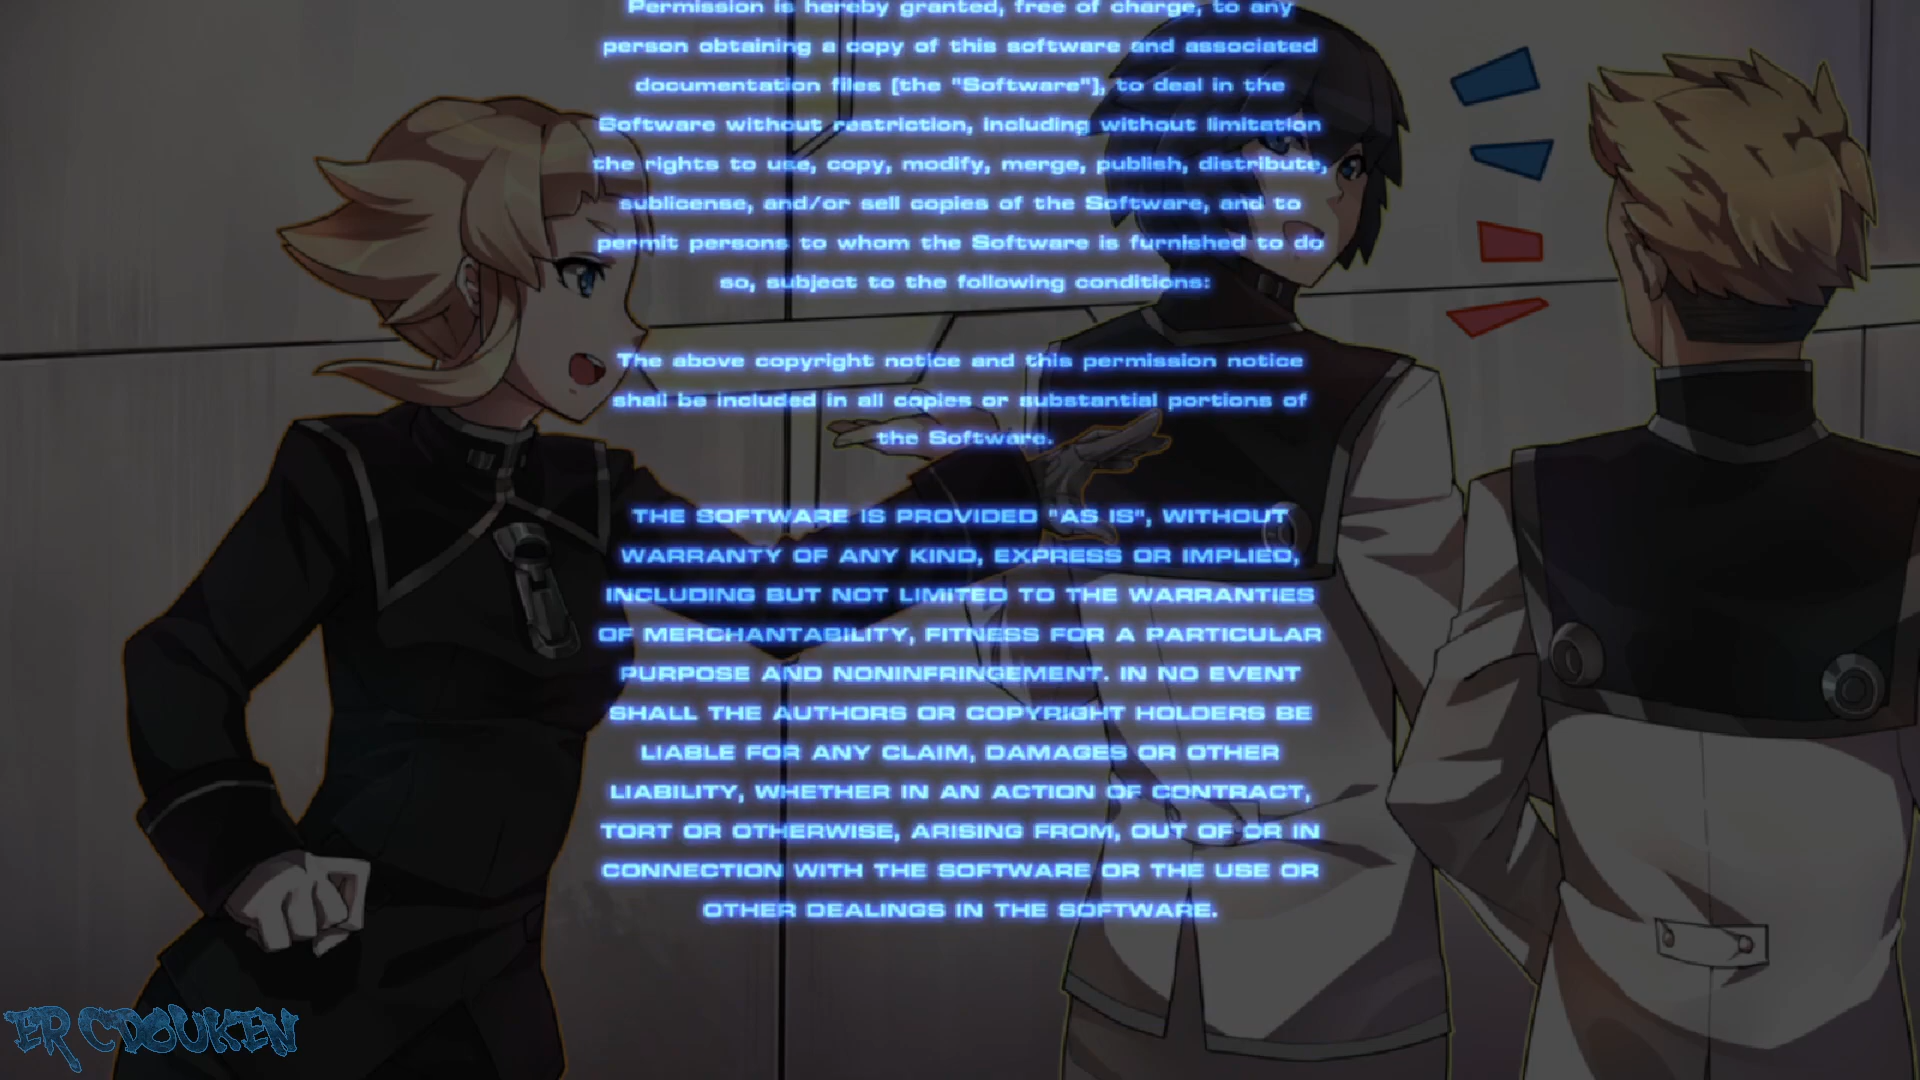 Permission is hereby granted, free of charge, to any
person obtaining a copy of this software and associated
documentation files (the "Software"), to deal in the
Software without restriction, including without limitation
the rights to use, copy, modify, merge, publish, distribute,
sublicense, and/or sell copies of the Software, and to
permit persons to whom the Software is furnished to do
so, subject to the following conditions:
The above copyright notice and this permission notice
shall be included in all copies or substantial portions of
the Software.
THE SOFTWARE IS PROVIDED "AS IS", WITHOUT
WARRANTY OF ANY KIND, EXPRESS OR IMPLIED,
INCLUDING BUT NOT LIMITED TO THE WARRANTIES
OF MERCHANTABILITY, FITNESS FOR A PARTICULAR
PURPOSE AND NONINFRINGEMENT. IN NO EVENT
SHALL THE AUTHORS OR COPYRIGHT HOLDERS BE
LIABLE FOR ANY CLAIM, DAMAGES OR OTHER
LIABILITY, WHETHER IN AN ACTION OF CONTRACT,
TORT OR OTHERWISE, ARISING FROM, OUT OF OR IN
CONNECTION WITH THE SOFTWARE OR THE USE OR
OTHER DEALINGS IN THE SOFTWARE.
ER CDOUKEN